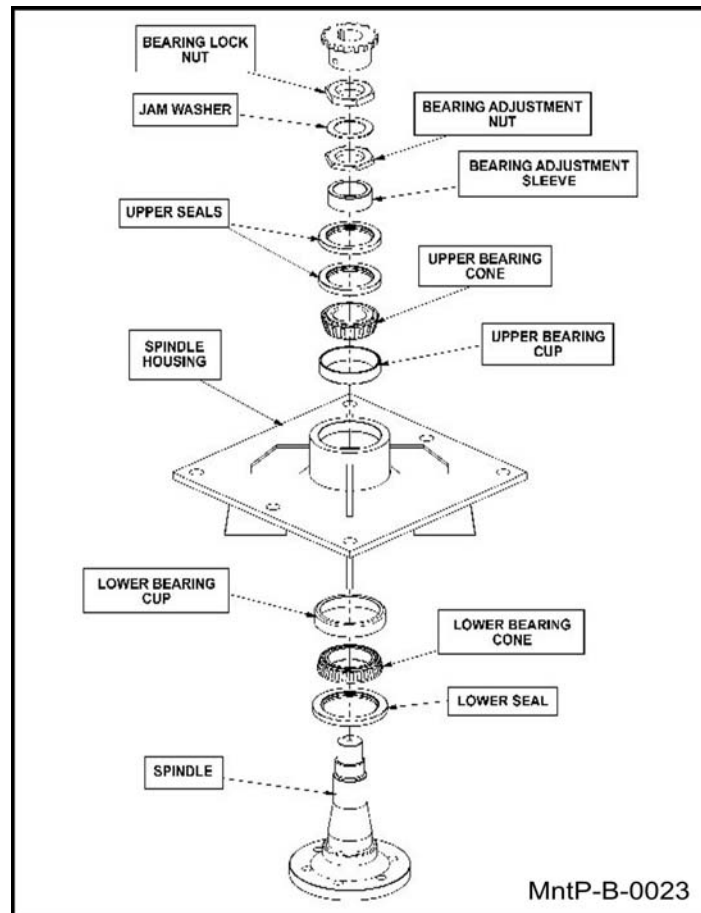 BEARING LOCK
NUT
JAM WASHER
BEARING ADJUSTMENT
NUT
BEARING ADJUSTMENT
SLEEVE
UPPER SEALS
UPPER BEARING
CONE
SPINDLE
HOUSING
UPPER BEARING
CUP
LOWER BEARING
CUP
LOWER BEARING
CONE
LOWER SEAL
SPINDLE
MntP-B-0023